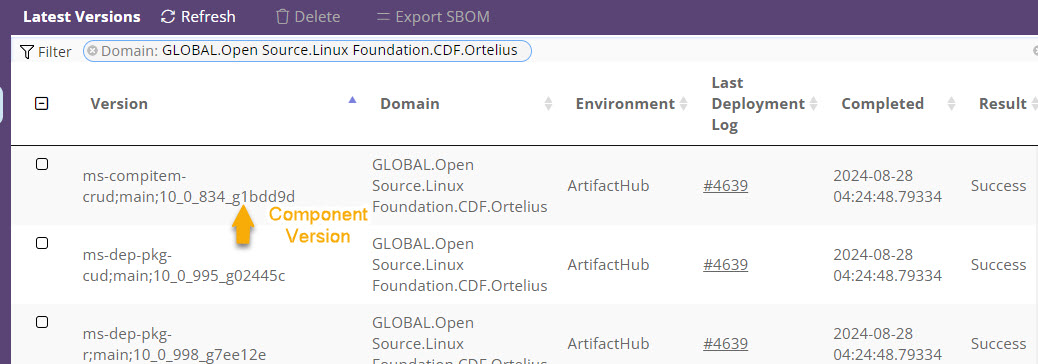 Latest Versions Refresh Delete Export SBOM
Filter Domain: GLOBAL.Open Source.Linux Foundation.CDF.Ortelius
Version Domain Environment Last Deployment Log Completed Result
ms-compitem-
crud;main;10_0_834_g1bdd9d
GLOBAL.Open
Source.Linux
Foundation.CDF.Ortelius
ArtifactHub
#4639
2024-08-28
04:24:48.79334
Success
Component
Version
ms-dep-pkg-
cud;main;10_0_995_g02445c
GLOBAL.Open
Source.Linux
Foundation.CDF.Ortelius
ArtifactHub
#4639
2024-08-28
04:24:48.79334
Success
ms-dep-pkg-
r;main;10_0_998_g7ee12e
GLOBAL.Open
Source.Linux
Foundation.CDF.Ortelius
ArtifactHub
#4639
2024-08-28
04:24:48.79334
Success